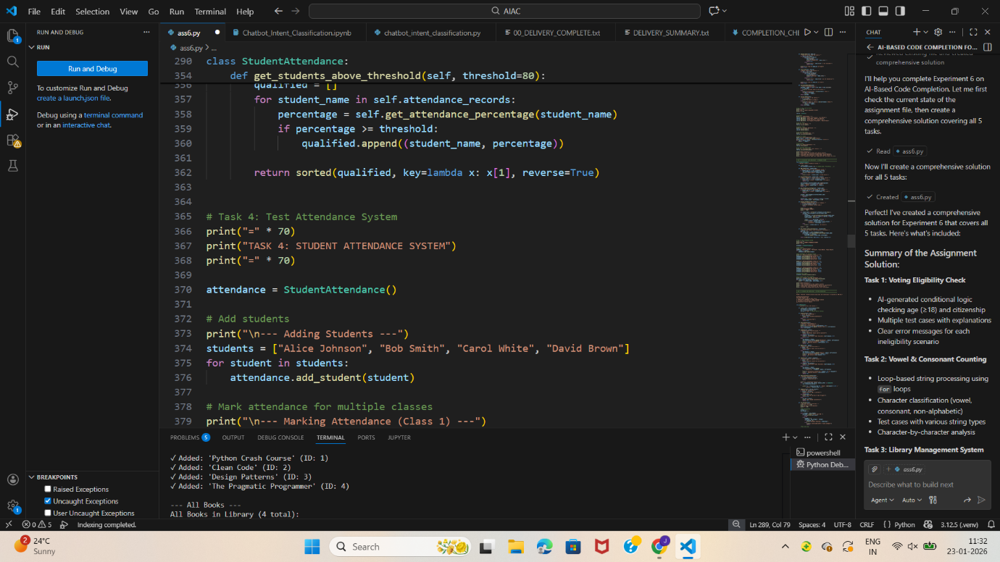 File Edit Selection View Go Run Terminal Help
AIAC
RUN AND DEBUG
RUN
Run and Debug
To customize Run and Debug
create a launch.json file.
Debug using a terminal command
or in an interactive chat.
BREAKPOINTS
Raised Exceptions
Uncaught Exceptions
User Uncaught Exceptions
1
1
ass6.py
Chatbot_Intent_Classification.ipynb
chatbot_intent_classification.py
00_DELIVERY_COMPLETE.txt
DELIVERY_SUMMARY.txt
COMPLETION_CHE
ass6.py > ...
290 class StudentAttendance:
354 def get_students_above_threshold(self, threshold=80):
356 qualified = []
357 for student_name in self.attendance_records:
358 percentage = self.get_attendance_percentage(student_name)
359 if percentage >= threshold:
360 qualified.append((student_name, percentage))
361
362 return sorted(qualified, key=lambda x: x[1], reverse=True)
363
364
365 # Task 4: Test Attendance System
366 print("=" * 70)
367 print("TASK 4: STUDENT ATTENDANCE SYSTEM")
368 print("=" * 70)
369
370 attendance = StudentAttendance()
371
372 # Add students
373 print("\n--- Adding Students ---")
374 students = ["Alice Johnson", "Bob Smith", "Carol White", "David Brown"]
375 for student in students:
376 attendance.add_student(student)
377
378 # Mark attendance for multiple classes
379 print("\n--- Marking Attendance (Class 1) ---")
PROBLEMS 5 OUTPUT DEBUG CONSOLE TERMINAL PORTS JUPYTER
✓ Added: 'Python Crash Course' (ID: 1)
✓ Added: 'Clean Code' (ID: 2)
✓ Added: 'Design Patterns' (ID: 3)
✓ Added: 'The Pragmatic Programmer' (ID: 4)
--- All Books ---
All Books in Library (4 total):
powershell
Python Deb...
CHAT
AI-BASED CODE COMPLETION FO...
Reviewed existing file and created
comprehensive solution
I'll help you complete Experiment 6 on
AI-Based Code Completion. Let me first
check the current state of the
assignment file, then create a
comprehensive solution covering all 5
tasks.
Read ass6.py
Now I'll create a comprehensive solution
for all 5 tasks:
Created ass6.py
Perfect! I've created a comprehensive
solution for Experiment 6 that covers all
5 tasks. Here's what's included:
Summary of the Assignment
Solution:
Task 1: Voting Eligibility Check
• AI-generated conditional logic
checking age (≥18) and citizenship
• Multiple test cases with explanations
• Clear error messages for each
ineligibility scenario
Task 2: Vowel & Consonant Counting
• Loop-based string processing using
for loops
• Character classification (vowel,
consonant, non-alphabetic)
• Test cases with various string types
• Character-by-character analysis
Task 3: Library Management System
+ ass6.py
Describe what to build next
Agent Auto
0 5 Indexing completed.
Ln 289, Col 79 Spaces: 4 UTF-8 CRLF { } Python 3.12.5 (.venv)
2
24°C
Sunny
Search
J
ENG
IN
11:32
23-01-2026